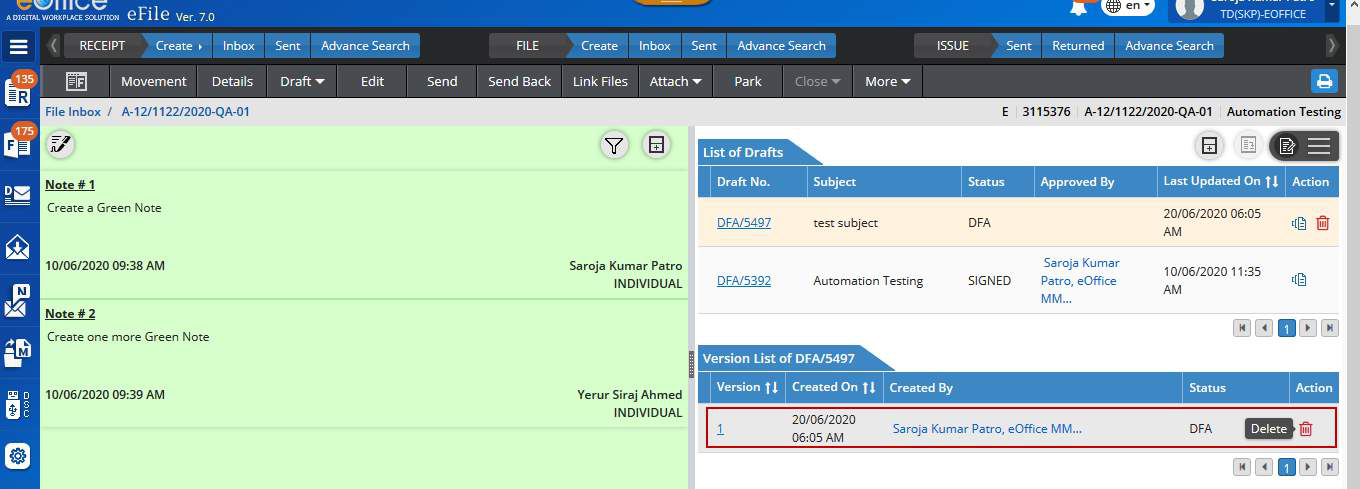 eOffice
A DIGITAL WORKPLACE SOLUTION eFile Ver. 7.0
en
Saroja Kumar Patro
TD(SKP)-EOFFICE
RECEIPT Create Inbox Sent Advance Search FILE Create Inbox Sent Advance Search ISSUE Sent Returned Advance Search
135 R
Movement Details Draft Edit Send Send Back Link Files Attach Park Close More
File Inbox / A-12/1122/2020-QA-01 E 3115376 A-12/1122/2020-QA-01 Automation Testing
175 F
D
N
M
DSC
Note # 1
Create a Green Note
10/06/2020 09:38 AM Saroja Kumar Patro
INDIVIDUAL
Note # 2
Create one more Green Note
10/06/2020 09:39 AM Yerur Siraj Ahmed
INDIVIDUAL
List of Drafts
Draft No. Subject Status Approved By Last Updated On Action
DFA/5497 test subject DFA 20/06/2020 06:05
AM
DFA/5392 Automation Testing SIGNED Saroja Kumar
Patro, eOffice
MM...
10/06/2020 11:35
AM
1
Version List of DFA/5497
Version Created On Created By Status Action
1 20/06/2020
06:05 AM
Saroja Kumar Patro, eOffice MM... DFA Delete
1